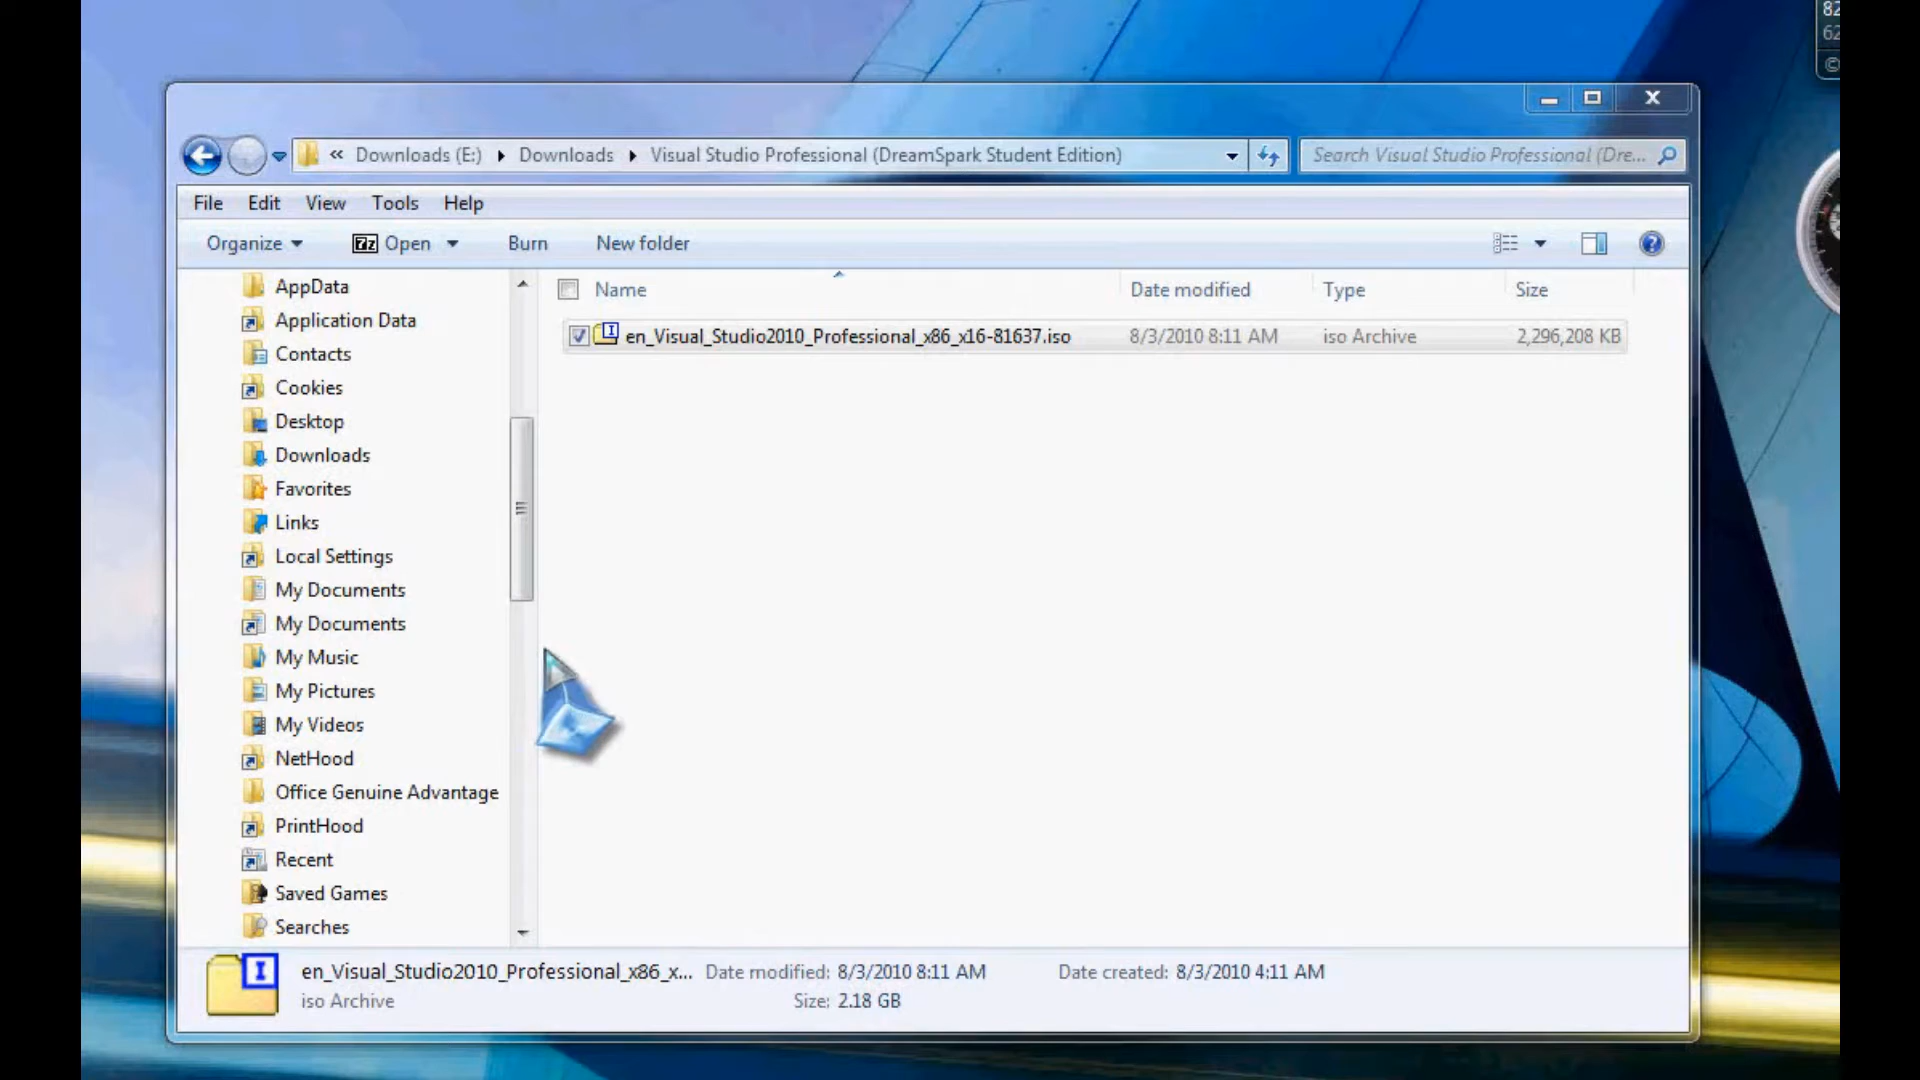 82
62
©
« Downloads (E:) Downloads Visual Studio Professional (DreamSpark Student Edition) Search Visual Studio Professional (Dre...
File Edit View Tools Help
Organize 7z Open Burn New folder
AppData
Application Data
Contacts
Cookies
Desktop
Downloads
Favorites
Links
Local Settings
My Documents
My Documents
My Music
My Pictures
My Videos
NetHood
Office Genuine Advantage
PrintHood
Recent
Saved Games
Searches
Name Date modified Type Size
en_Visual_Studio2010_Professional_x86_x16-81637.iso 8/3/2010 8:11 AM iso Archive 2,296,208 KB
en_Visual_Studio2010_Professional_x86_x... Date modified: 8/3/2010 8:11 AM Date created: 8/3/2010 4:11 AM
iso Archive Size: 2.18 GB